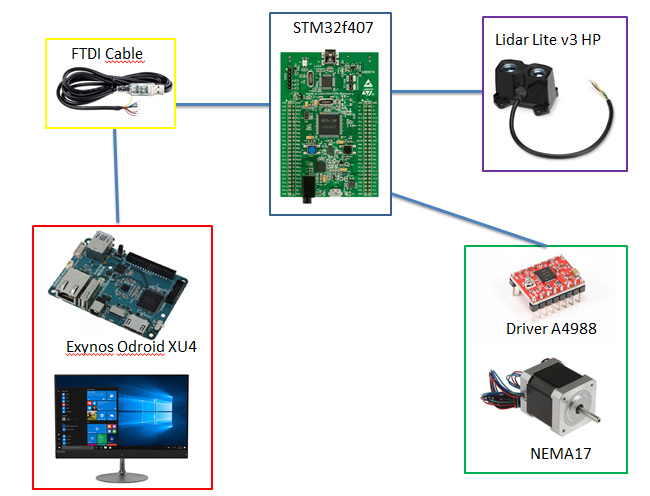 STM32f407
FTDI Cable
Lidar Lite v3 HP
Exynos Odroid XU4
Driver A4988
NEMA17